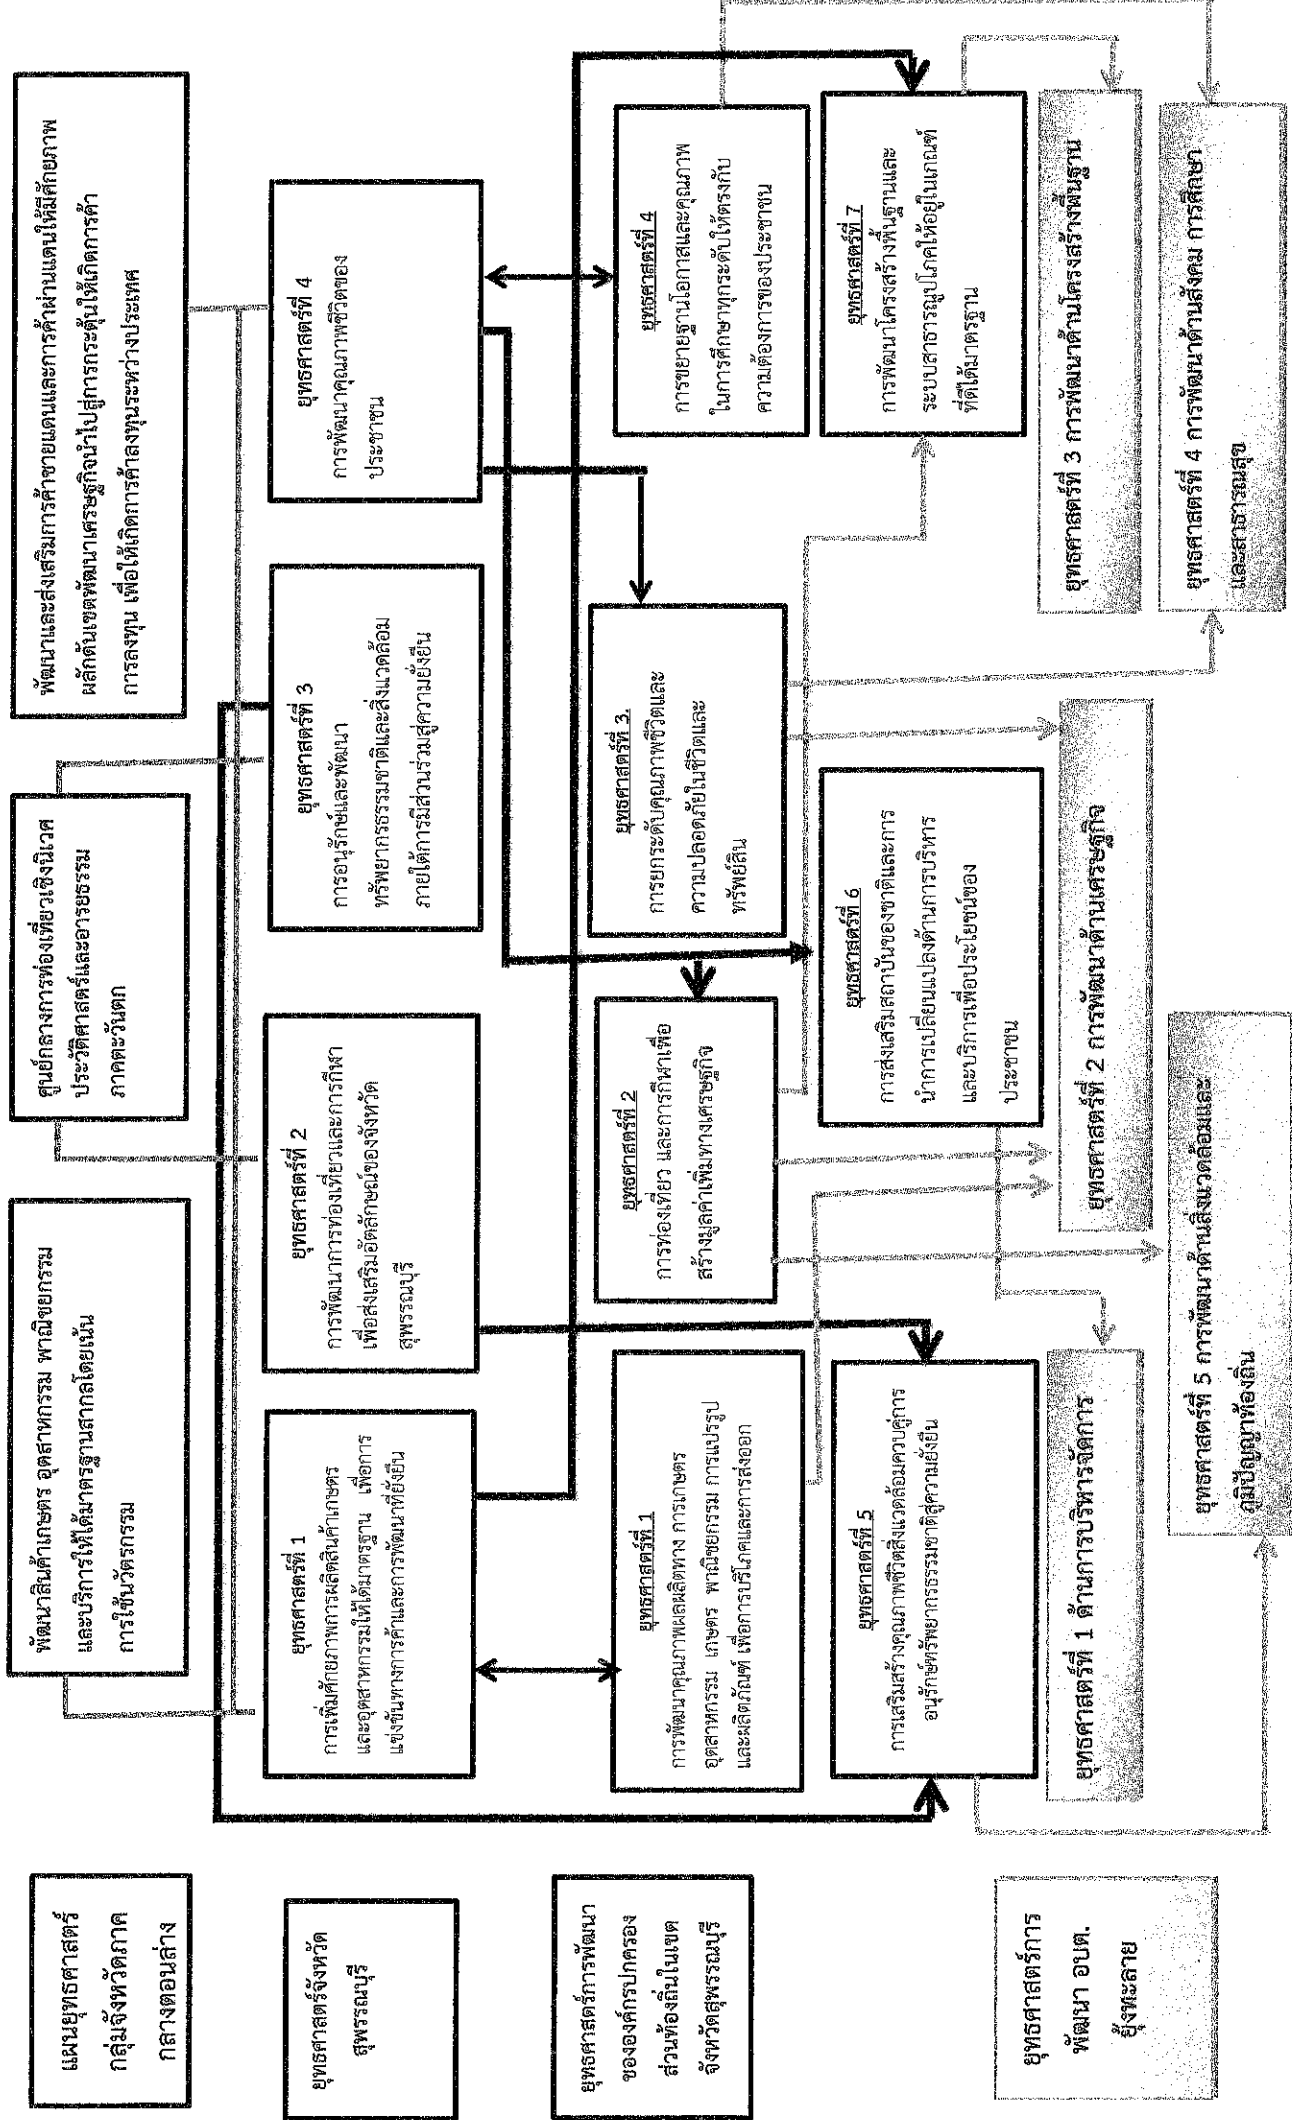 แผนยุทธศาสตร์
กลุ่มจังหวัดภาค
กลางตอนล่าง
พัฒนาสินค้าเกษตร อุตสาหกรรม พาณิชยกรรม
และบริการให้ได้มาตรฐานสากลโดยเน้น
การใช้นวัตกรรม
ศูนย์กลางการท่องเที่ยวเชิงนิเวศ
ประวัติศาสตร์และอารยธรรม
ภาคตะวันตก
พัฒนาและส่งเสริมการค้าชายแดนและการค้าผ่านแดนให้มีศักยภาพ
ผลักดันเขตพัฒนาเศรษฐกิจนำไปสู่การกระตุ้นให้เกิดการค้า
การลงทุน เพื่อให้เกิดการค้าลงทุนระหว่างประเทศ
ยุทธศาสตร์จังหวัด
สุพรรณบุรี
ยุทธศาสตร์ที่ 1
การเพิ่มศักยภาพการผลิตสินค้าเกษตร
และอุตสาหกรรมให้ได้มาตรฐาน เพื่อการ
แข่งขันทางการค้าและการพัฒนาที่ยั่งยืน
ยุทธศาสตร์ที่ 2
การพัฒนาการท่องเที่ยวและการกีฬา
เพื่อส่งเสริมอัตลักษณ์ของจังหวัด
สุพรรณบุรี
ยุทธศาสตร์ที่ 3
การอนุรักษ์และพัฒนา
ทรัพยากรธรรมชาติและสิ่งแวดล้อม
ภายใต้การมีส่วนร่วมสู่ความยั่งยืน
ยุทธศาสตร์ที่ 4
การพัฒนาคุณภาพชีวิตของ
ประชาชน
ยุทธศาสตร์การพัฒนา
ขององค์กรปกครอง
ส่วนท้องถิ่นในเขต
จังหวัดสุพรรณบุรี
ยุทธศาสตร์ที่ 1
การพัฒนาคุณภาพผลผลิตทาง การเกษตร
อุตสาหกรรม เกษตร พาณิชยกรรม การแปรรูป
และผลิตภัณฑ์ เพื่อการบริโภคและการส่งออก
ยุทธศาสตร์ที่ 2
การท่องเที่ยว และการกีฬาเพื่อ
สร้างมูลค่าเพิ่มทางเศรษฐกิจ
ยุทธศาสตร์ที่ 3.
การยกระดับคุณภาพชีวิตและ
ความปลอดภัยในชีวิตและ
ทรัพย์สิน
ยุทธศาสตร์ที่ 4
การขยายฐานโอกาสและคุณภาพ
ในการศึกษาทุกระดับให้ตรงกับ
ความต้องการของประชาชน
ยุทธศาสตร์ที่ 5
การเสริมสร้างคุณภาพชีวิตสิ่งแวดล้อมควบคู่การ
อนุรักษ์ทรัพยากรธรรมชาติสู่ความยั่งยืน
ยุทธศาสตร์ที่ 6
การส่งเสริมสถาบันของชาติและการ
นำการเปลี่ยนแปลงด้านการบริหาร
และบริการเพื่อประโยชน์ของ
ประชาชน
ยุทธศาสตร์ที่ 7
การพัฒนาโครงสร้างพื้นฐานและ
ระบบสาธารณูปโภคให้อยู่ในเกณฑ์
ที่ดีได้มาตรฐาน
ยุทธศาสตร์การ
พัฒนา อบต.
ยั้งทะลาย
ยุทธศาสตร์ที่ 1 ด้านการบริหารจัดการ
ยุทธศาสตร์ที่ 2 การพัฒนาด้านเศรษฐกิจ
ยุทธศาสตร์ที่ 3 การพัฒนาด้านโครงสร้างพื้นฐาน
ยุทธศาสตร์ที่ 5 การพัฒนาด้านสิ่งแวดล้อมและ
ภูมิปัญญาท้องถิ่น
ยุทธศาสตร์ที่ 4 การพัฒนาด้านสังคม การศึกษา
และสาธารณสุข